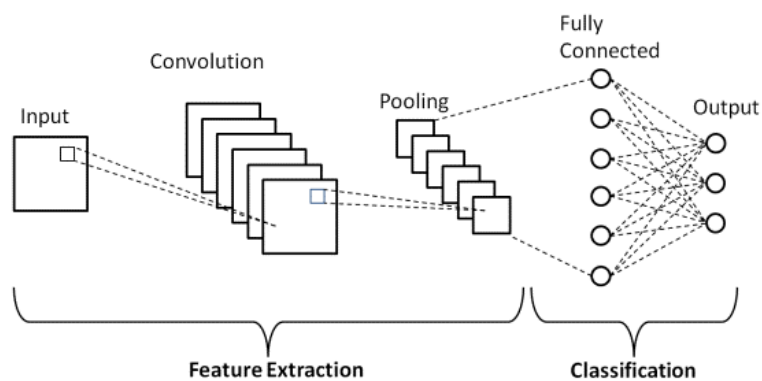 Input
Convolution
Pooling
Fully
Connected
Output
Feature Extraction
Classification